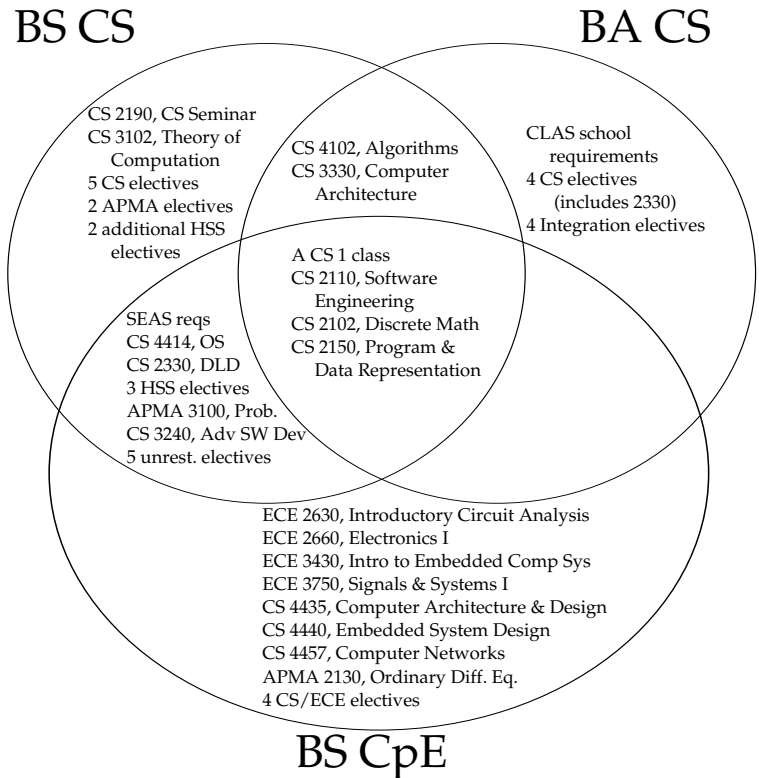 BS CS
BA CS
CS 2190, CS Seminar
CS 3102, Theory of
Computation
5 CS electives
2 APMA electives
2 additional HSS
electives
CS 4102, Algorithms
CS 3330, Computer
Architecture
CLAS school
requirements
4 CS electives
(includes 2330)
4 Integration electives
A CS 1 class
CS 2110, Software
Engineering
CS 2102, Discrete Math
CS 2150, Program &
Data Representation
SEAS reqs
CS 4414, OS
CS 2330, DLD
3 HSS electives
APMA 3100, Prob.
CS 3240, Adv SW Dev
5 unrest. electives
ECE 2630, Introductory Circuit Analysis
ECE 2660, Electronics I
ECE 3430, Intro to Embedded Comp Sys
ECE 3750, Signals & Systems I
CS 4435, Computer Architecture & Design
CS 4440, Embedded System Design
CS 4457, Computer Networks
APMA 2130, Ordinary Diff. Eq.
4 CS/ECE electives
BS CpE